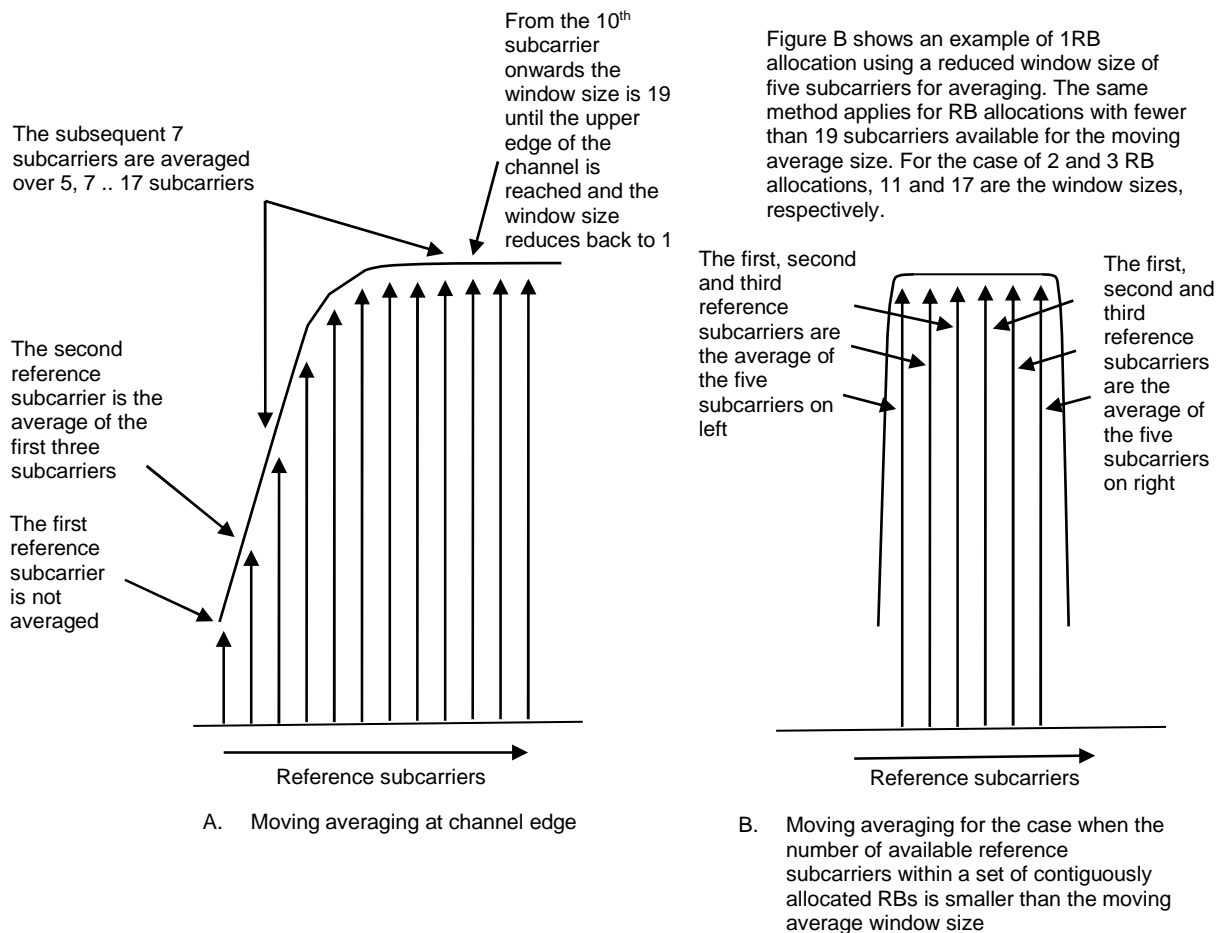 From the 10th
subcarrier
onwards the
window size is 19
until the upper
edge of the
channel is
reached and the
window size
reduces back to 1
The subsequent 7
subcarriers are averaged
over 5, 7 .. 17 subcarriers
The second
reference
subcarrier is the
average of the
first three
subcarriers
The first
reference
subcarrier
is not
averaged
Reference subcarriers
A. Moving averaging at channel edge
Figure B shows an example of 1RB
allocation using a reduced window size of
five subcarriers for averaging. The same
method applies for RB allocations with fewer
than 19 subcarriers available for the moving
average size. For the case of 2 and 3 RB
allocations, 11 and 17 are the window sizes,
respectively.
The first, second
and third
reference
subcarriers are
the average of
the five
subcarriers on
left
The first,
second and
third
reference
subcarriers
are the
average of
the five
subcarriers
on right
Reference subcarriers
B. Moving averaging for the case when the
number of available reference
subcarriers within a set of contiguously
allocated RBs is smaller than the moving
average window size